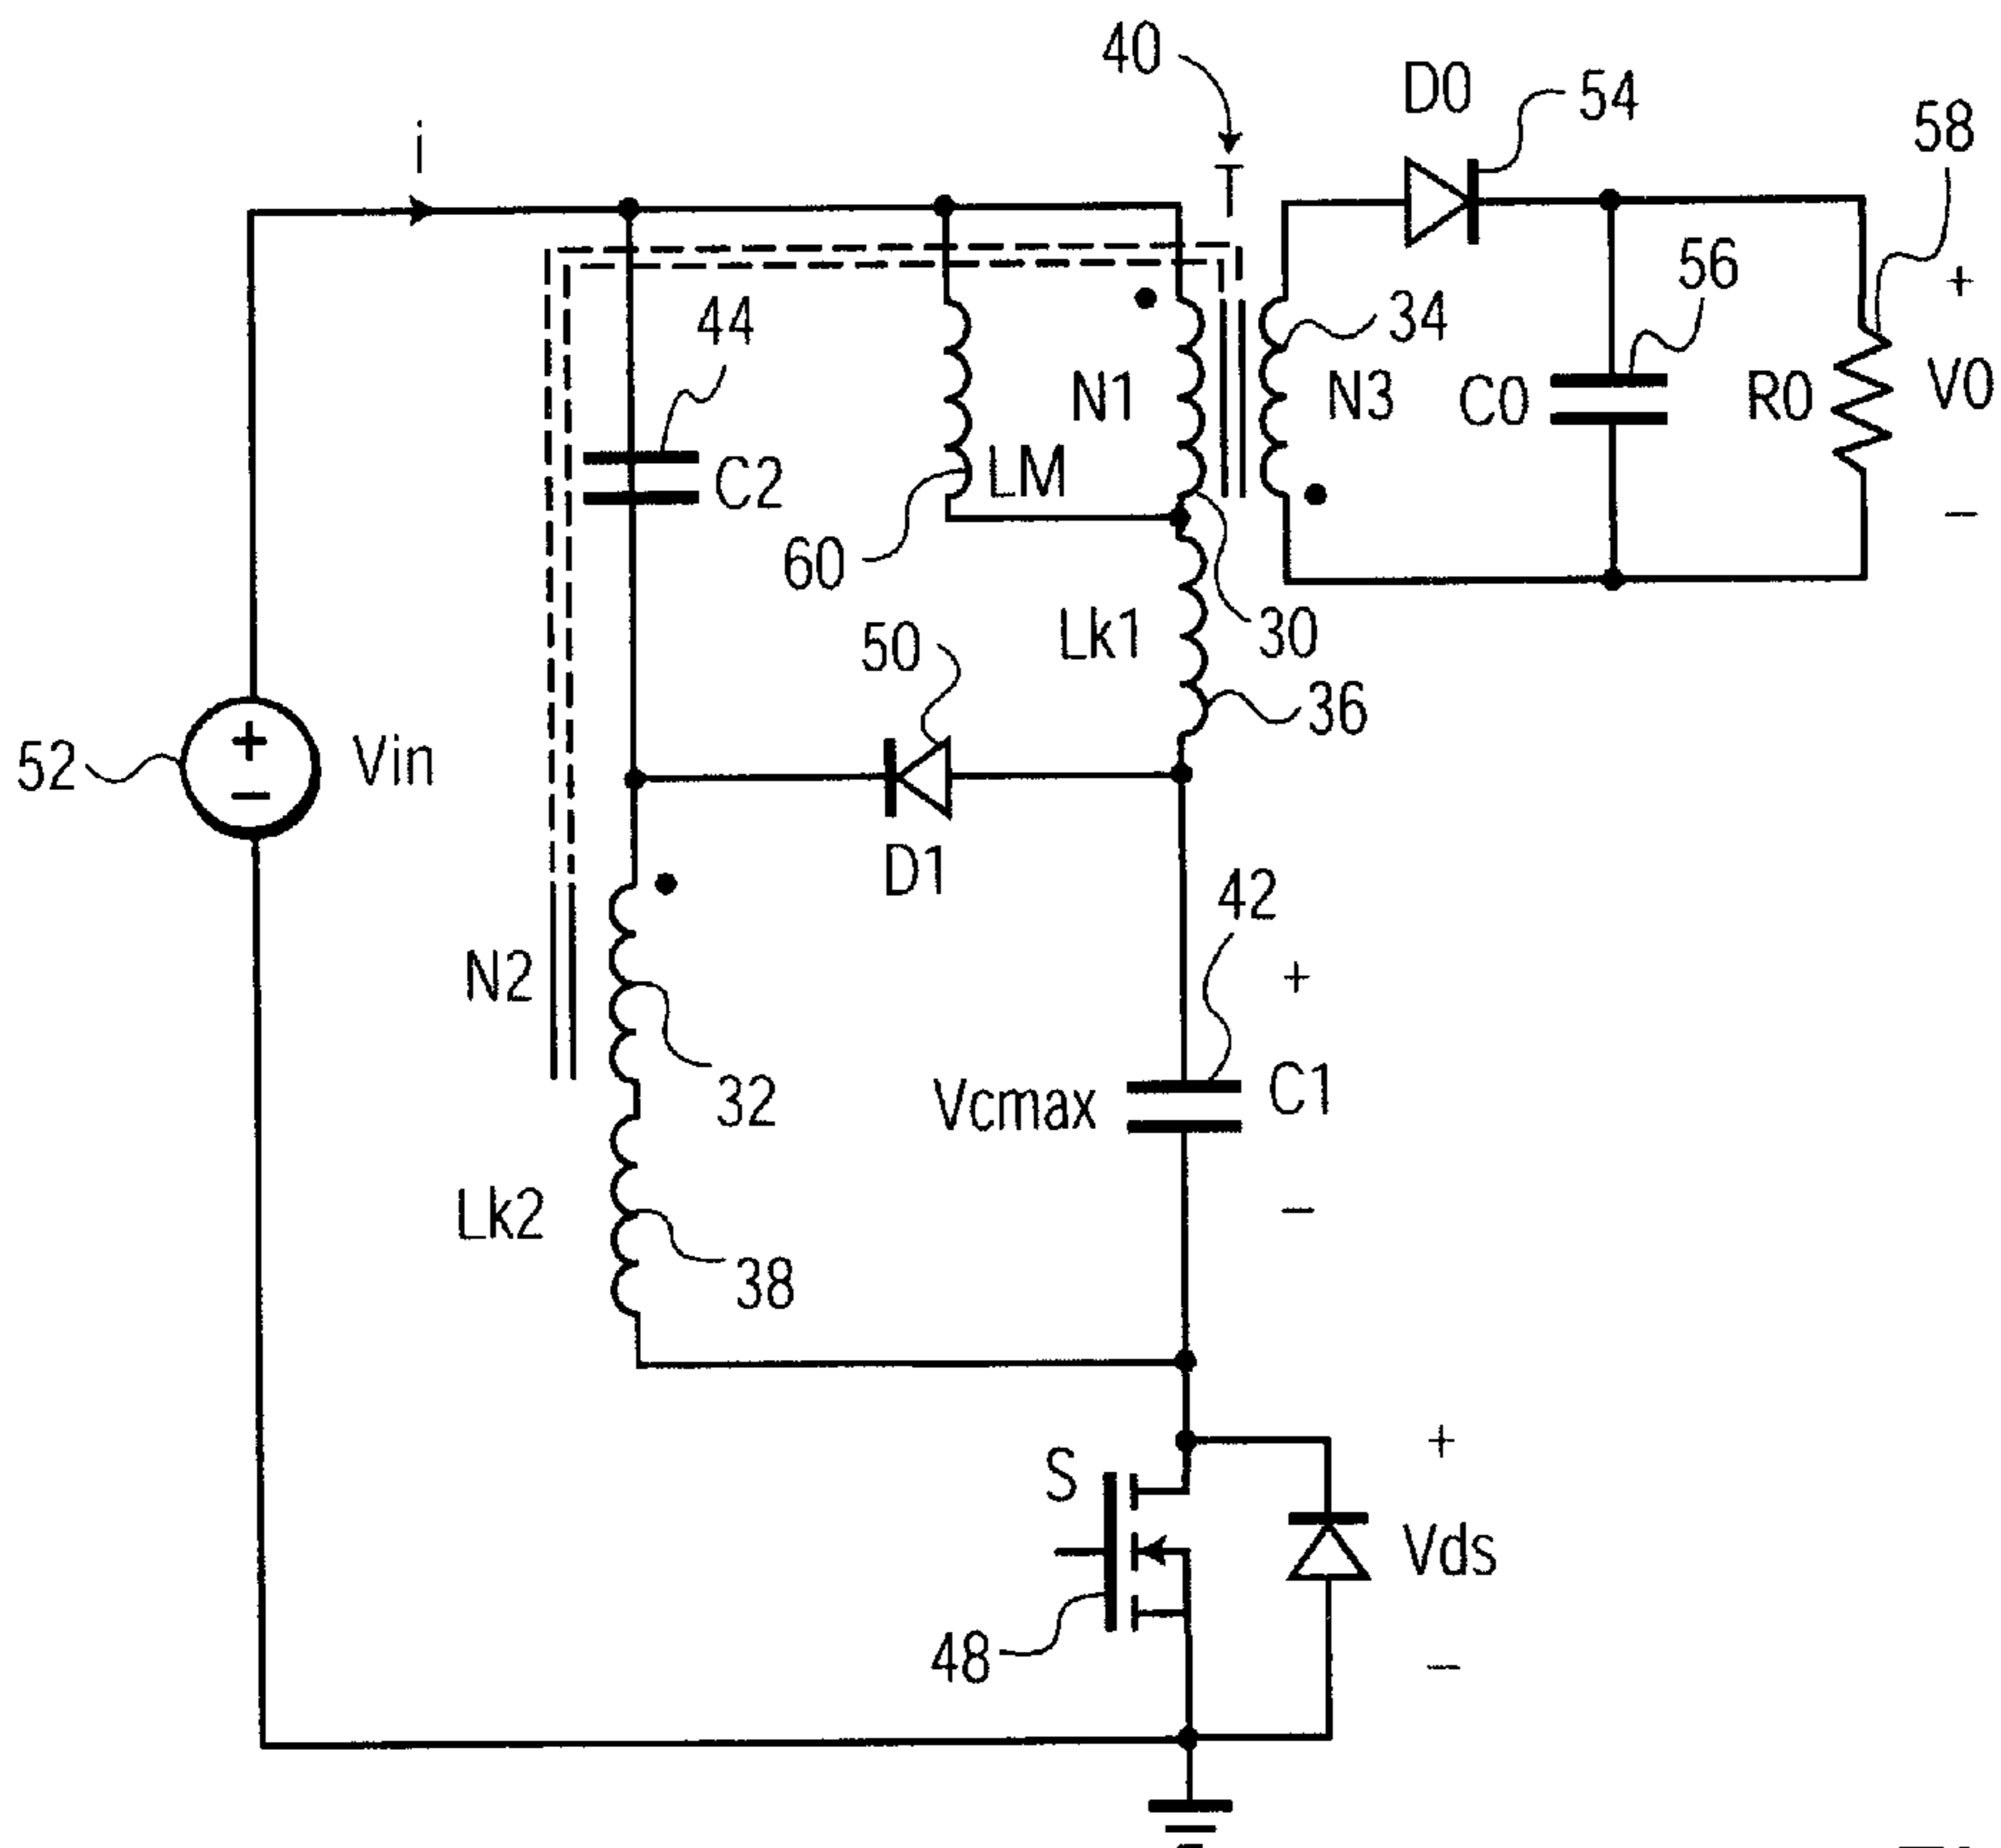 40
D0
54
58
i
T
56
+
44
34
N1
N3
C0
R0
V0
C2
LM
−
60
Lk1
30
50
36
52
+
−
Vin
D1
42
N2
+
32
Vcmax
C1
Lk2
−
38
+
S
Vds
48
−